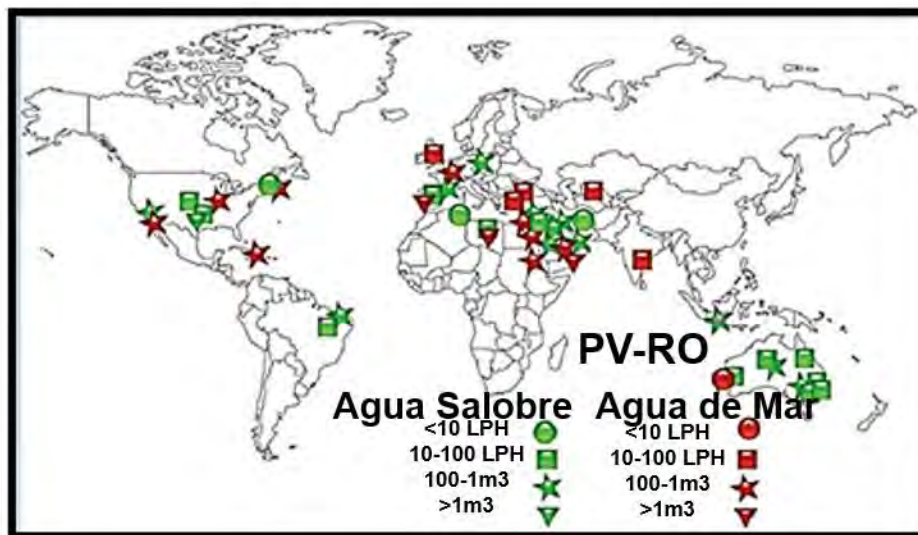 PV-RO
Agua Salobre
<10 LPH
10-100 LPH
100-1m3
>1m3
Agua de Mar
<10 LPH
10-100 LPH
100-1m3
>1m3